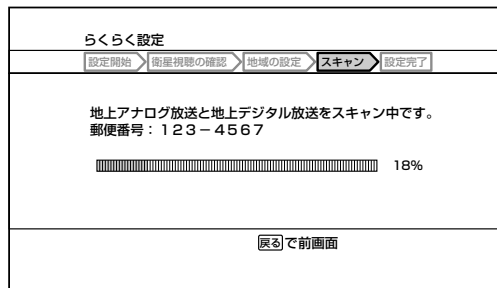 らくらく設定
設定開始 衛星視聴の確認 地域の設定 スキャン 設定完了
地上アナログ放送と地上デジタル放送をスキャン中です。
郵便番号：１２３－４５６７
18%
戻るで前画面